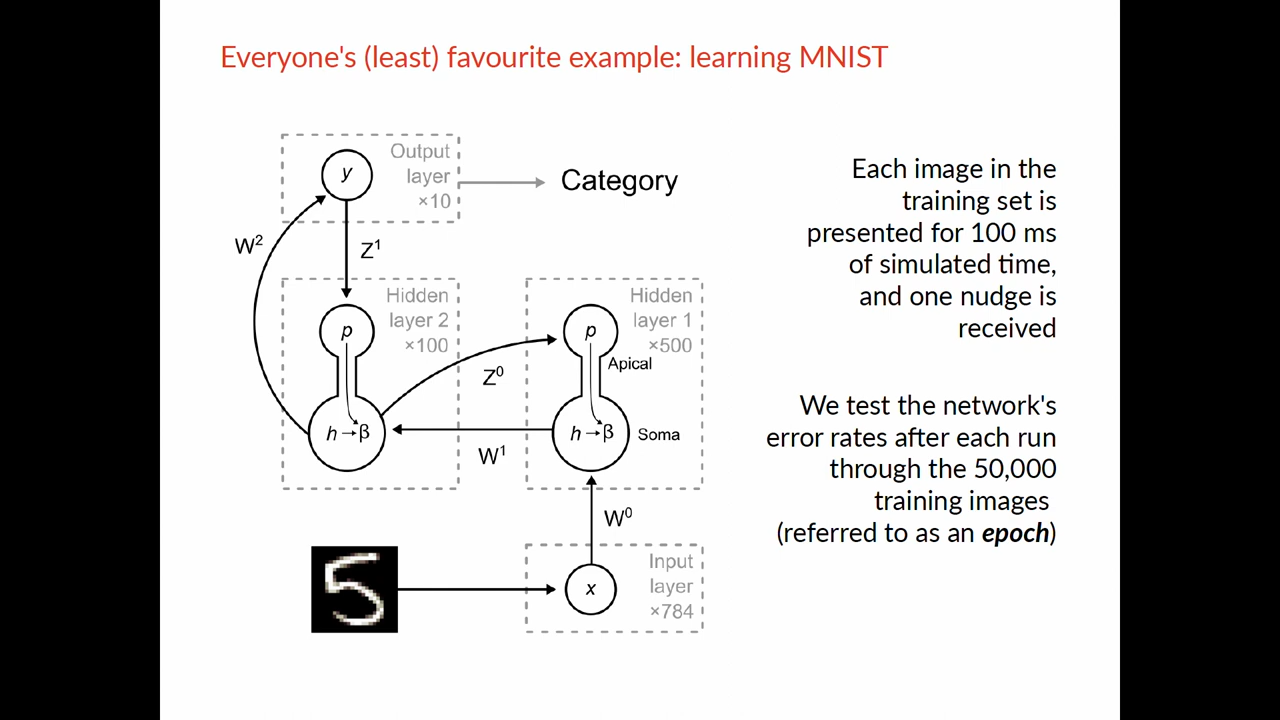 Everyone's (least) favourite example: learning MNIST
Output
layer
×10
y
Category
W²
Z¹
Hidden
layer 2
×100
p
h→β
Hidden
layer 1
×500
p
Apical
h→β
Soma
Z⁰
W¹
W⁰
Input
layer
×784
x
5
Each image in the
training set is
presented for 100 ms
of simulated time,
and one nudge is
received
We test the network's
error rates after each run
through the 50,000
training images
(referred to as an epoch)